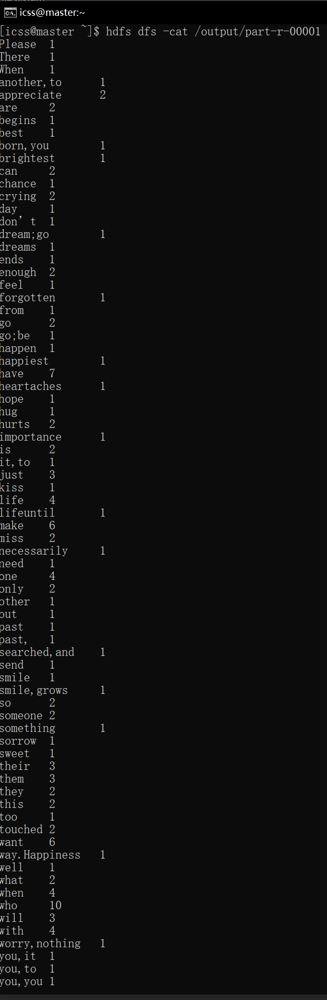 icss@master:~
[icss@master ~]$ hdfs dfs -cat /output/part-r-00001
Please 1
There 1
When 1
another,to 1
appreciate 2
are 2
begins 1
best 1
born,you 1
brightest 1
can 2
chance 1
crying 2
day 1
don’t 1
dream;go 1
dreams 1
ends 1
enough 2
feel 1
forgotten 1
from 1
go 2
go;be 1
happen 1
happiest 1
have 7
heartaches 1
hope 1
hug 1
hurts 2
importance 1
is 2
it,to 1
just 3
kiss 1
life 4
lifeuntil 1
make 6
miss 2
necessarily 1
need 1
one 4
only 2
other 1
out 1
past 1
past, 1
searched,and 1
send 1
smile 1
smile,grows 1
so 2
someone 2
something 1
sorrow 1
sweet 1
their 3
them 3
they 2
this 2
too 1
touched 2
want 6
way.Happiness 1
well 1
what 2
when 4
who 10
will 3
with 4
worry,nothing 1
you,it 1
you,to 1
you,you 1